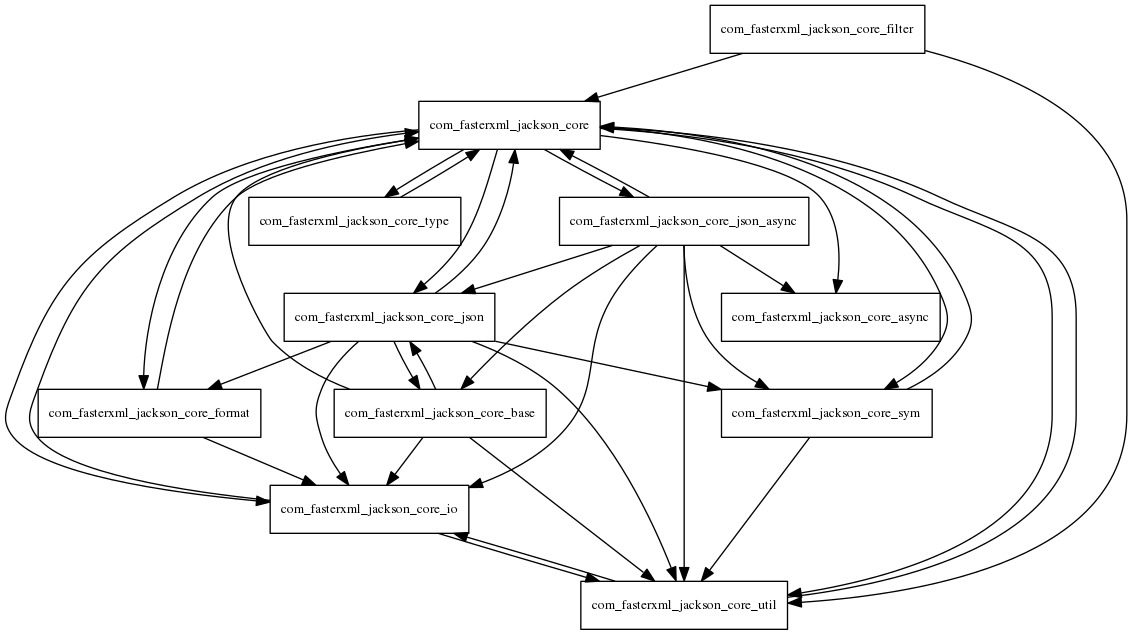 com_fasterxml_jackson_core_filter
com_fasterxml_jackson_core
com_fasterxml_jackson_core_type
com_fasterxml_jackson_core_json_async
com_fasterxml_jackson_core_json
com_fasterxml_jackson_core_async
com_fasterxml_jackson_core_format
com_fasterxml_jackson_core_base
com_fasterxml_jackson_core_sym
com_fasterxml_jackson_core_io
com_fasterxml_jackson_core_util